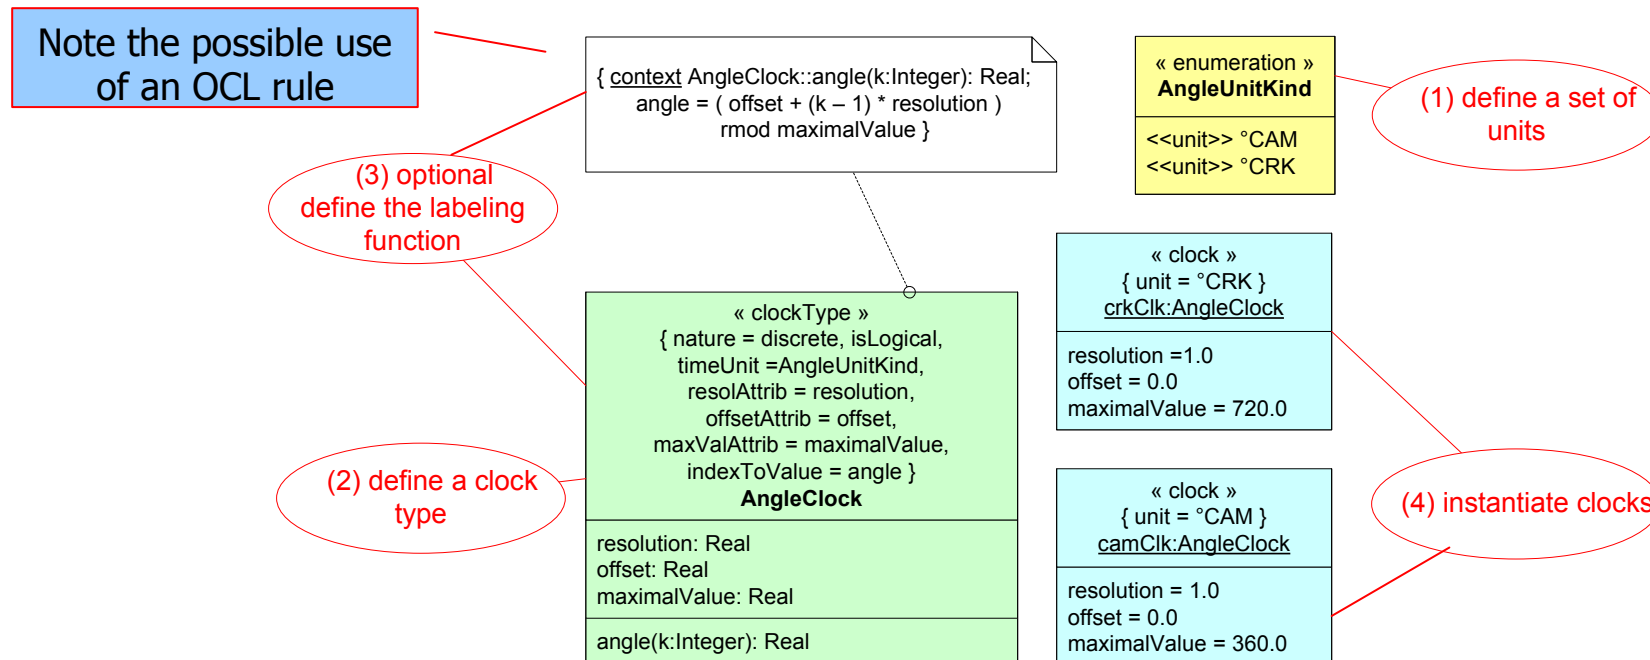 Note the possible use
of an OCL rule
{ context AngleClock::angle(k:Integer): Real;
angle = ( offset + (k – 1) * resolution )
rmod maximalValue }
« enumeration »
AngleUnitKind
<<unit>> °CAM
<<unit>> °CRK
(1) define a set of
units
(3) optional
define the labeling
function
« clockType »
{ nature = discrete, isLogical,
timeUnit =AngleUnitKind,
resolAttrib = resolution,
offsetAttrib = offset,
maxValAttrib = maximalValue,
indexToValue = angle }
AngleClock
resolution: Real
offset: Real
maximalValue: Real
angle(k:Integer): Real
(2) define a clock
type
« clock »
{ unit = °CRK }
crkClk:AngleClock
resolution =1.0
offset = 0.0
maximalValue = 720.0
« clock »
{ unit = °CAM }
camClk:AngleClock
resolution = 1.0
offset = 0.0
maximalValue = 360.0
(4) instantiate clocks